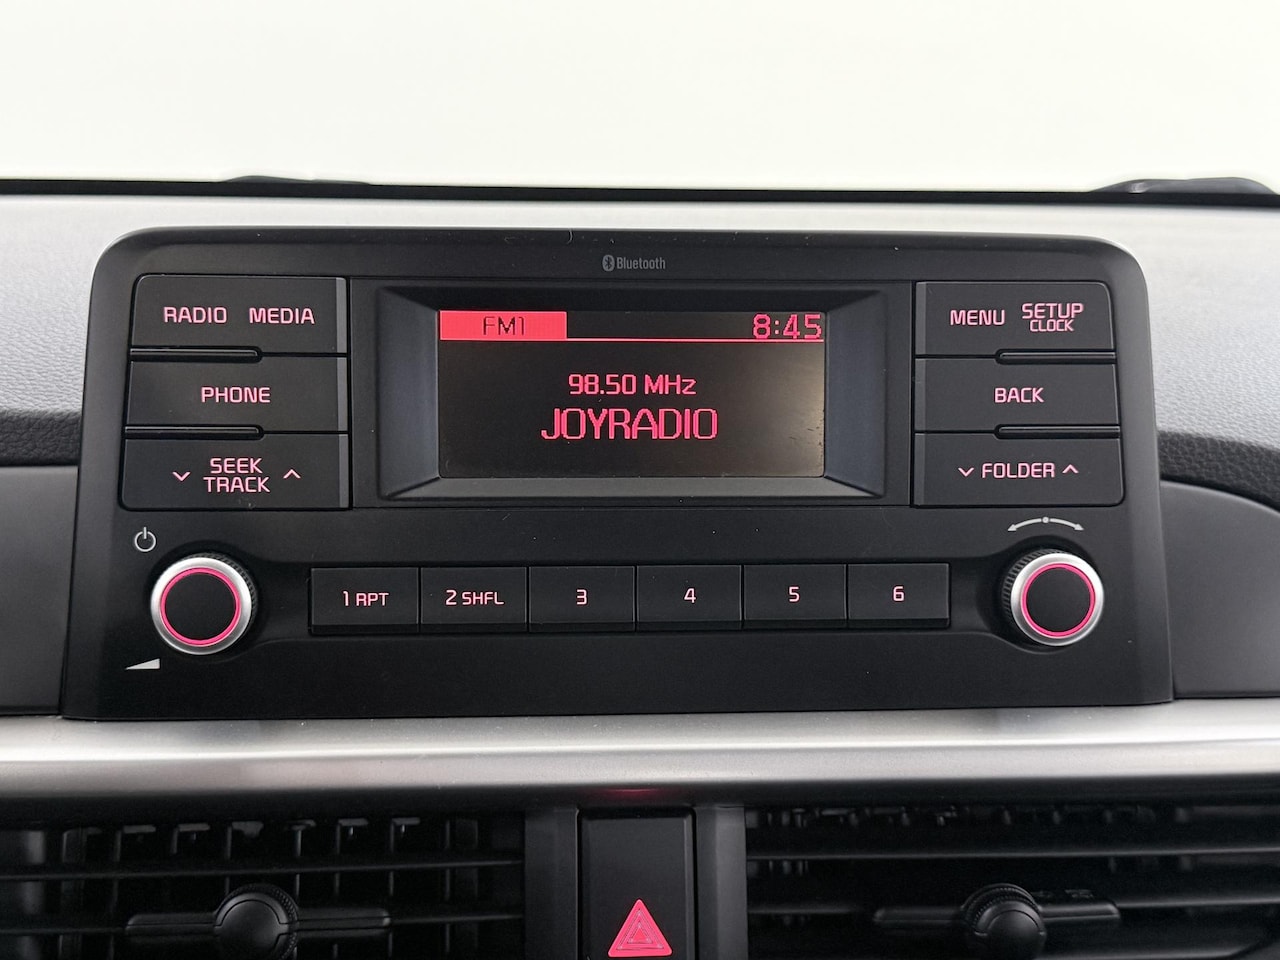 Bluetooth
RADIO MEDIA
PHONE
SEEK
TRACK
FM1 8:45
98.50 MHz
JOYRADIO
MENU SETUP
CLOCK
BACK
FOLDER
1 RPT 2 SHFL 3 4 5 6